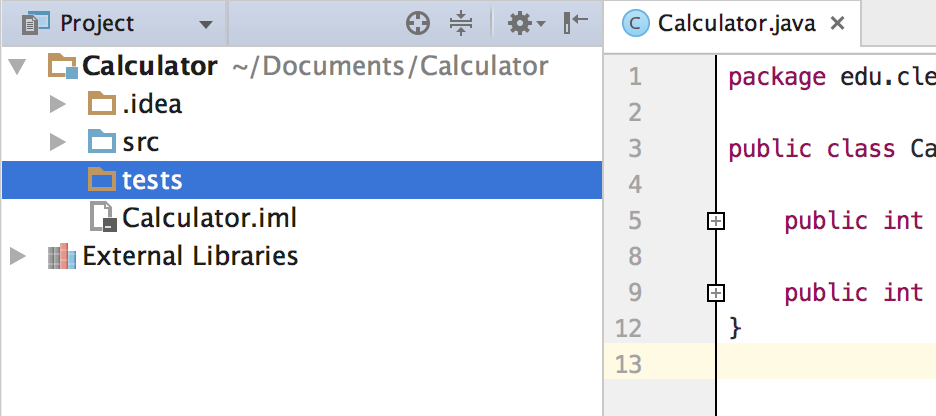 Project
Calculator ~/Documents/Calculator
.idea
src
tests
Calculator.iml
External Libraries
C Calculator.java
1 package edu.cle
2
3 public class Ca
4
5 public int
8
9 public int
12 }
13